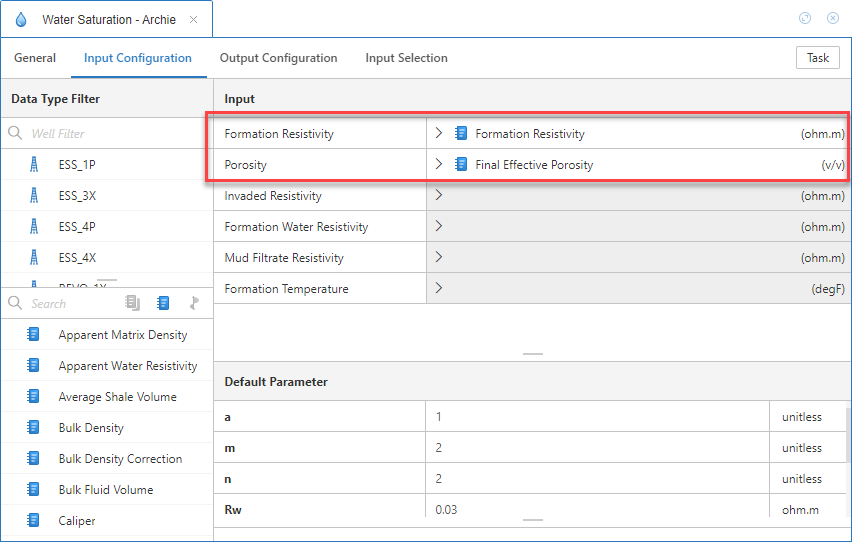 Water Saturation - Archie
General Input Configuration Output Configuration Input Selection Task
Data Type Filter
Well Filter
ESS_1P
ESS_3X
ESS_4P
ESS_4X
Search
Apparent Matrix Density
Apparent Water Resistivity
Average Shale Volume
Bulk Density
Bulk Density Correction
Bulk Fluid Volume
Caliper
Input
Formation Resistivity Formation Resistivity (ohm.m)
Porosity Final Effective Porosity (v/v)
Invaded Resistivity (ohm.m)
Formation Water Resistivity (ohm.m)
Mud Filtrate Resistivity (ohm.m)
Formation Temperature (degF)
Default Parameter
a 1 unitless
m 2 unitless
n 2 unitless
Rw 0.03 ohm.m